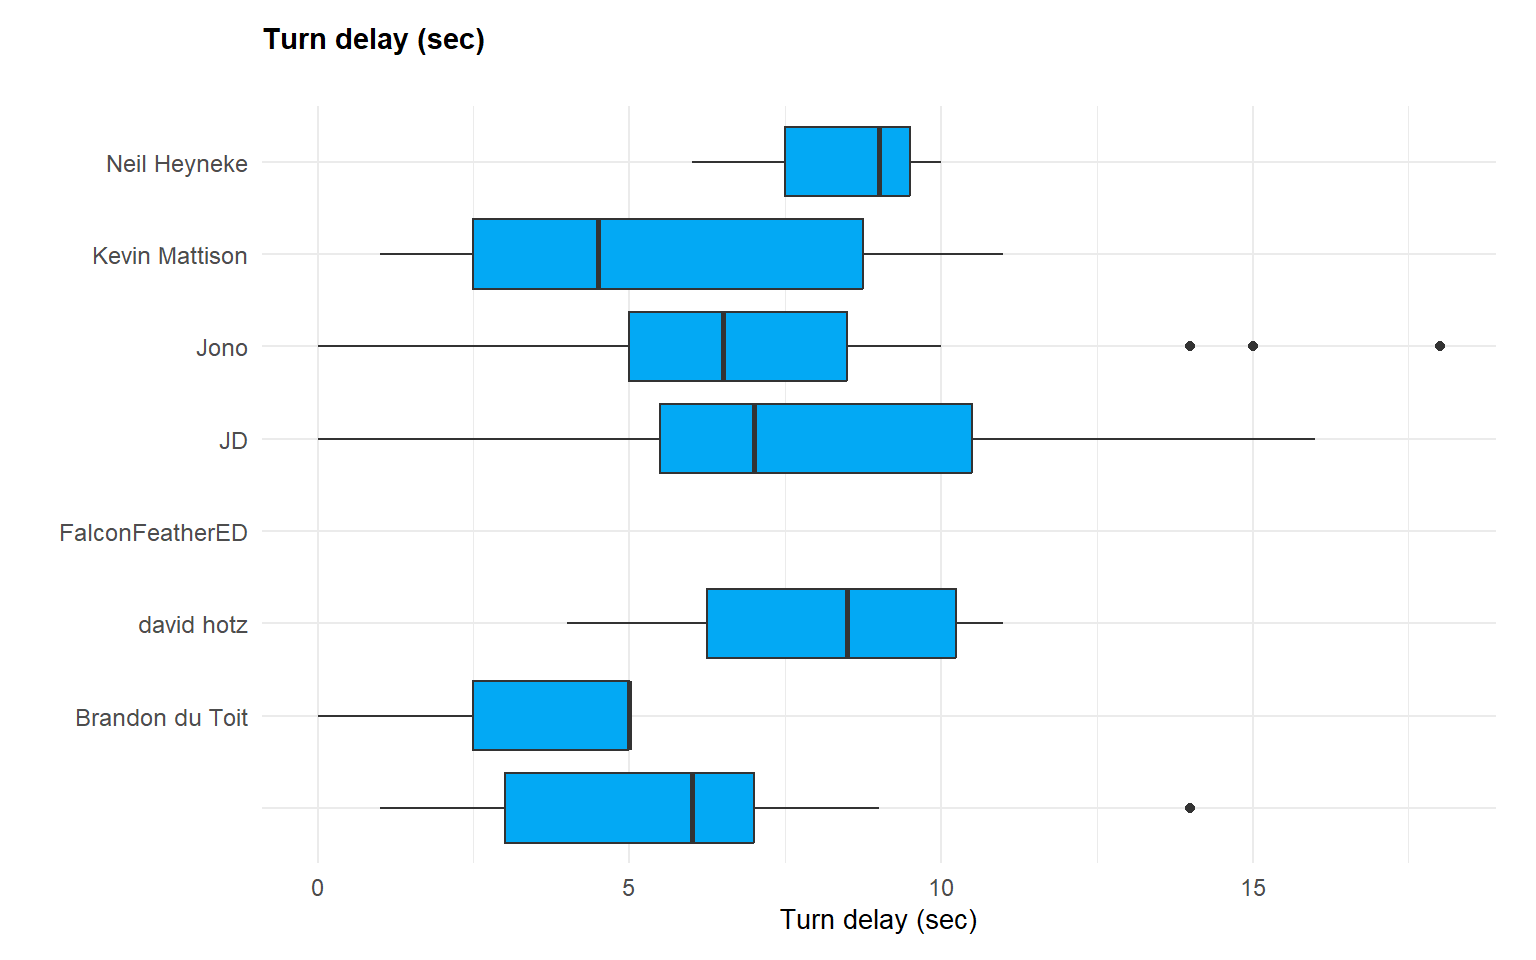 Turn delay (sec)
Neil Heyneke
Kevin Mattison
Jono
JD
FalconFeatherED
david hotz
Brandon du Toit
0 5 10 15
Turn delay (sec)